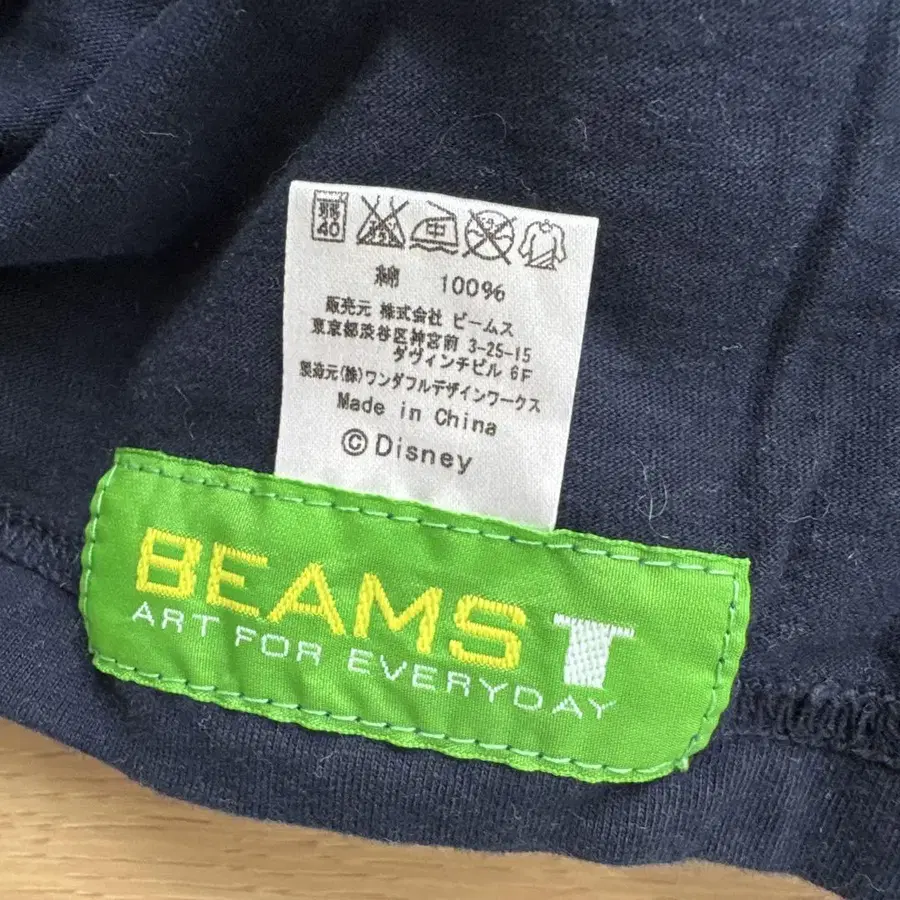 弱 40
中
綿 100%
販売元 株式会社 ビームス
東京都渋谷区神宮前 3-25-15
ダヴィンチビル 6F
製造元(株)ワンダフルデザインワークス
Made in China
©Disney
BEAMS T
ART FOR EVERYDAY